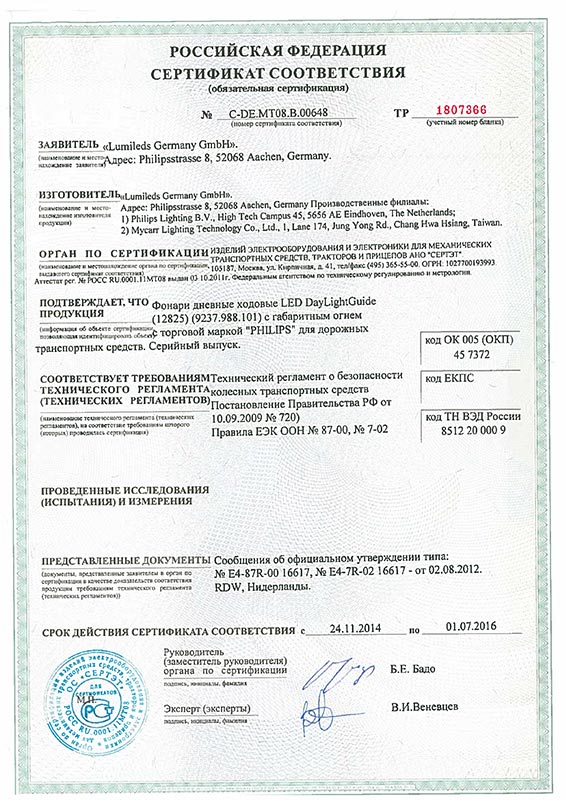 РОССИЙСКАЯ ФЕДЕРАЦИЯ
СЕРТИФИКАТ СООТВЕТСТВИЯ
(обязательная сертификация)
№ C-DE.MT08.B.00648 ТР 1807366
(номер сертификата соответствия) (учетный номер бланка)
ЗАЯВИТЕЛЬ «Lumileds Germany GmbH».
(наименование и место-нахождение заявителя) Адрес: Philipsstrasse 8, 52068 Aachen, Germany.
ИЗГОТОВИТЕЛЬ «Lumileds Germany GmbH».
(наименование и место-нахождение изготовителя продукции) Адрес: Philipsstrasse 8, 52068 Aachen, Germany Производственные филиалы:
1) Philips Lighting B.V., High Tech Campus 45, 5656 AE Eindhoven, The Netherlands;
2) Mycarr Lighting Technology Co., Ltd., 1, Lane 174, Jung Yong Rd., Chang Hwa Hsiang, Taiwan.
ОРГАН ПО СЕРТИФИКАЦИИ ИЗДЕЛИЙ ЭЛЕКТРООБОРУДОВАНИЯ И ЭЛЕКТРОНИКИ ДЛЯ МЕХАНИЧЕСКИХ
ТРАНСПОРТНЫХ СРЕДСТВ, ТРАКТОРОВ И ПРИЦЕПОВ АНО "СЕРТЭТ"
(наименование и местонахождение органа по сертификации, выдавшего сертификат соответствия) 105187, Москва, ул. Кирпичная, д. 41, тел/факс (495) 365-55-00. ОГРН: 1027700193993
Аттестат рег. № РОСС RU.0001.11МТ08 выдан 03.10.2011г. Федеральным агентством по техническому регулированию и метрологии.
ПОДТВЕРЖДАЕТ, ЧТО
ПРОДУКЦИЯ
(информация об объекте сертификации, позволяющая идентифицировать объект)
Фонари дневные ходовые LED DayLightGuide
(12825) (9237.988.101) с габаритным огнем
с торговой маркой "PHILIPS" для дорожных
транспортных средств. Серийный выпуск.
код ОК 005 (ОКП)
45 7372
СООТВЕТСТВУЕТ ТРЕБОВАНИЯМ
ТЕХНИЧЕСКОГО РЕГЛАМЕНТА
(ТЕХНИЧЕСКИХ РЕГЛАМЕНТОВ)
(наименование технического регламента (технических
регламентов), на соответствие требованиям которого
(которых) проводилась сертификация)
Технический регламент о безопасности
колесных транспортных средств
Постановление Правительства РФ от
10.09.2009 № 720)
Правила ЕЭК ООН № 87-00, № 7-02
код ЕКПС
код ТН ВЭД России
8512 20 000 9
ПРОВЕДЕННЫЕ ИССЛЕДОВАНИЯ
(ИСПЫТАНИЯ) И ИЗМЕРЕНИЯ
ПРЕДСТАВЛЕННЫЕ ДОКУМЕНТЫ
(документы, представленные заявителем в орган по
сертификации в качестве доказательств соответствия
продукции требованиям технического регламента
(технических регламентов))
Сообщения об официальном утверждении типа:
№ E4-87R-00 16617, № E4-7R-02 16617 - от 02.08.2012.
RDW, Нидерланды.
СРОК ДЕЙСТВИЯ СЕРТИФИКАТА СООТВЕТСТВИЯ с 24.11.2014 по 01.07.2016
Руководитель
(заместитель руководителя)
органа по сертификации Б.Е. Бадо
подпись, инициалы, фамилия
Эксперт (эксперты) В.И.Веневцев
подпись, инициалы, фамилия
М.П.
ОС "СЕРТЭТ"
ДЛЯ
СЕРТИФИКАТОВ
РОСС RU.0001.11МТ08